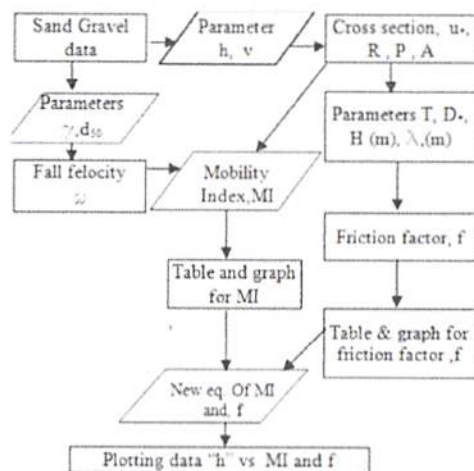 Sand Gravel
data
Parameter
h, v
Cross section, u*,
R, P, A
Parameters
γ,d50
Parameters T, D*,
H (m), λ,(m)
Fall felocity
ω
Mobility
Index,MI
Friction factor, f
Table and graph
for MI
Table & graph for
friction factor ,f
New eq. Of MI
and, f
Plotting data "h" vs MI and f